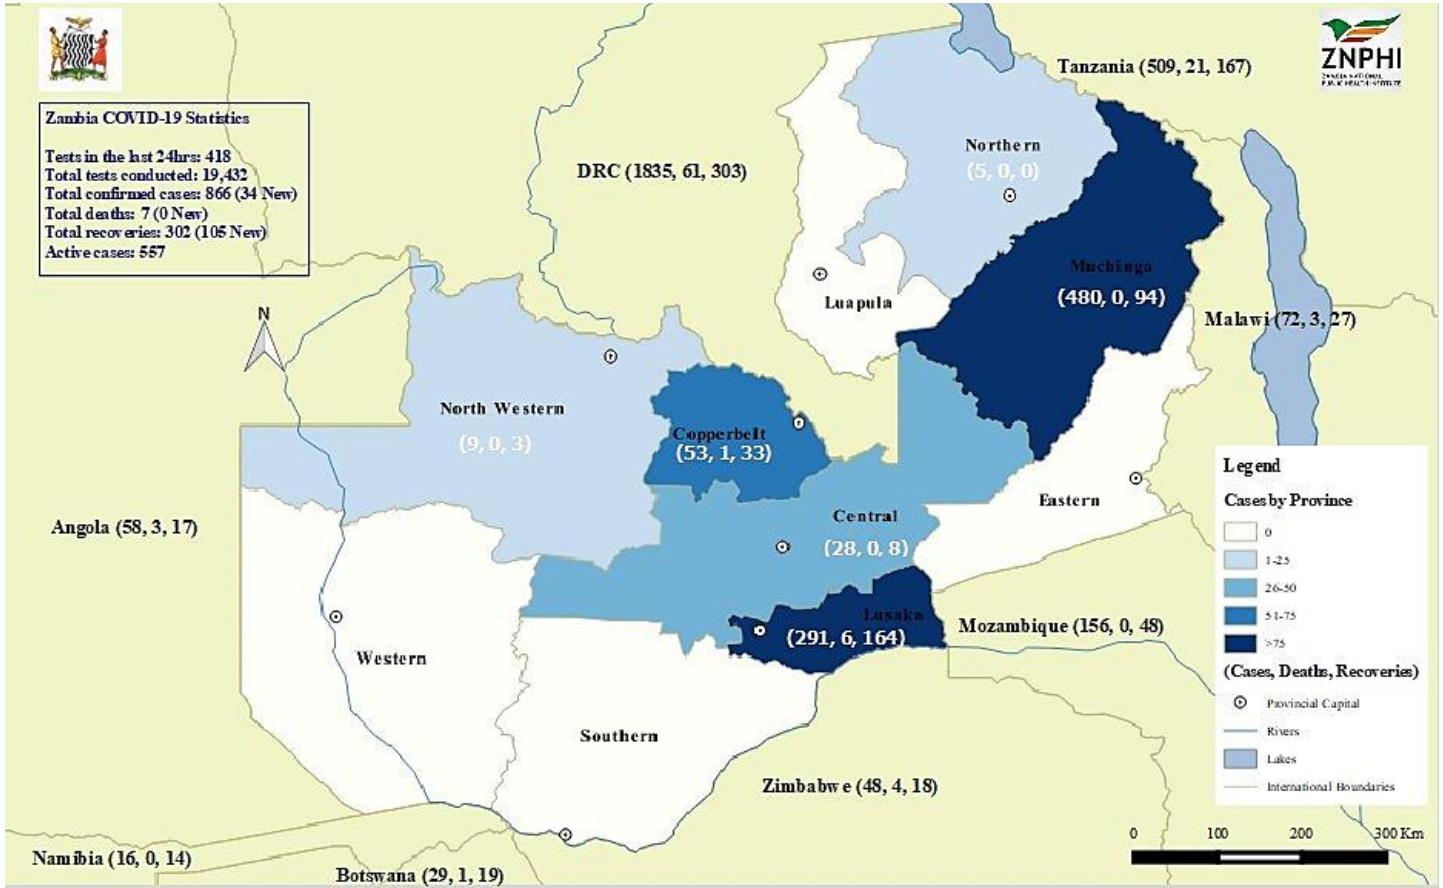 ZNPHI
ZAMBIA NATIONAL
PUBLIC HEALTH INSTITUTE
Tanzania (509, 21, 167)
Zambia COVID-19 Statistics
Tests in the last 24hrs: 418
Total tests conducted: 19,432
Total confirmed cases: 866 (34 New)
Total deaths: 7 (0 New)
Total recoveries: 302 (105 New)
Active cases: 557
DRC (1835, 61, 303)
Northern
(5, 0, 0)
Muchinga
(480, 0, 94)
Luapula
Malawi (72, 3, 27)
N
North Western
(9, 0, 3)
Copperbelt
(53, 1, 33)
Eastern
Central
(28, 0, 8)
Angola (58, 3, 17)
Lusaka
(291, 6, 164)
Mozambique (156, 0, 48)
Western
Southern
Zimbabwe (48, 4, 18)
Namibia (16, 0, 14)
Botswana (29, 1, 19)
Legend
Cases by Province
0
1-25
26-50
51-75
>75
(Cases, Deaths, Recoveries)
Provincial Capital
Rivers
Lakes
International Boundaries
0 100 200 300 Km